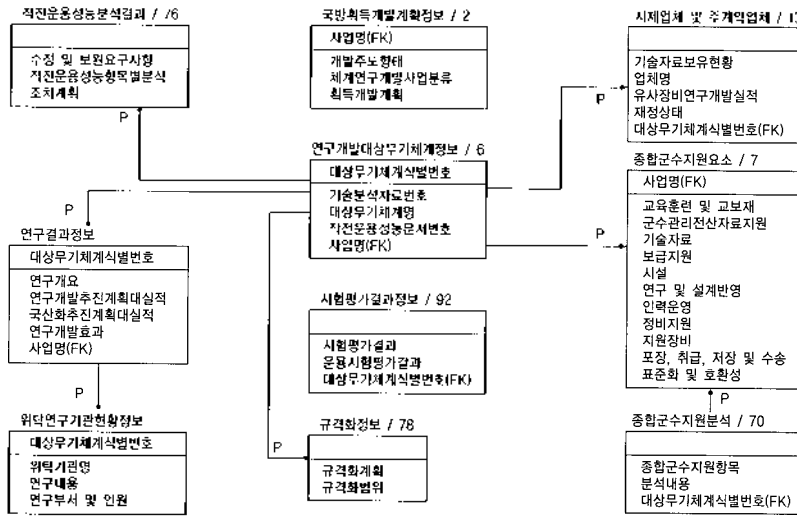 작전운용성능분석결과 / 76
수정 및 보완요구사항
작전운용성능항목별분석
조치계획
P
국방획득개발계획정보 / 2
사업명(FK)
개발주도형태
체계연구개발사업분류
획득개발계획
시제업체 및 주계약업체 /
기술자료보유현황
업체명
유사장비연구개발실적
재정상태
대상무기체계식별번호(FK)
P
연구개발대상무기체계정보 / 6
대상무기체계식별번호
기술분석자료번호
대상무기체계명
작전운용성능문서번호
사업명(FK)
종합군수지원요소 / 7
사업명(FK)
교육훈련 및 교보재
군수관리전산자료지원
기술자료
보급지원
시설
연구 및 설계반영
인력운영
정비지원
지원장비
포장, 취급, 저장 및 수송
표준화 및 호환성
P
P
연구결과정보
대상무기체계식별번호
연구개요
연구개발추진계획대실적
국산화추진계획대실적
연구개발효과
사업명(FK)
P
시험평가결과정보 / 92
시험평가결과
운용시험평가결과
대상무기체계식별번호(FK)
P
위탁연구기관현황정보
대상무기체계식별번호
위탁기관명
연구내용
연구부서 및 인원
규격화정보 / 78
P
규격화계획
규격화범위
종합군수지원분석 / 70
종합군수지원항목
분석내용
대상무기체계식별번호(FK)